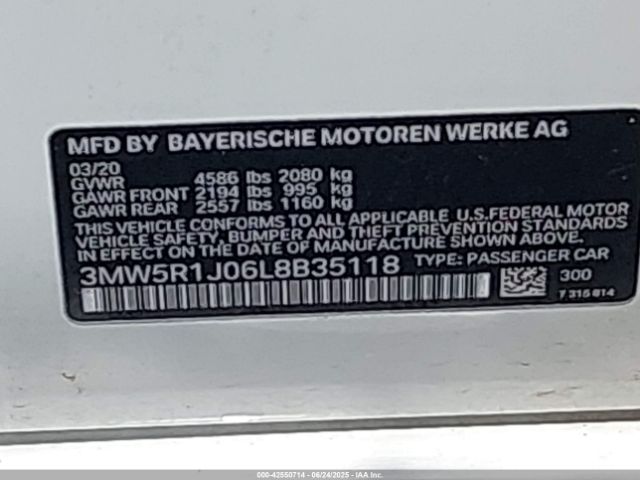 MFD BY BAYERISCHE MOTOREN WERKE AG
03/20
GVWR 4586 lbs 2080 kg
GAWR FRONT 2194 lbs 995 kg
GAWR REAR 2557 lbs 1160 kg
THIS VEHICLE CONFORMS TO ALL APPLICABLE U.S.FEDERAL MOTOR
VEHICLE SAFETY, BUMPER, AND THEFT PREVENTION STANDARDS
IN EFFECT ON THE DATE OF MANUFACTURE SHOWN ABOVE.
3MW5R1J06L8B35118 TYPE: PASSENGER CAR
300
7 315 614
000-42550714 - 06/24/2025 - IAA Inc.